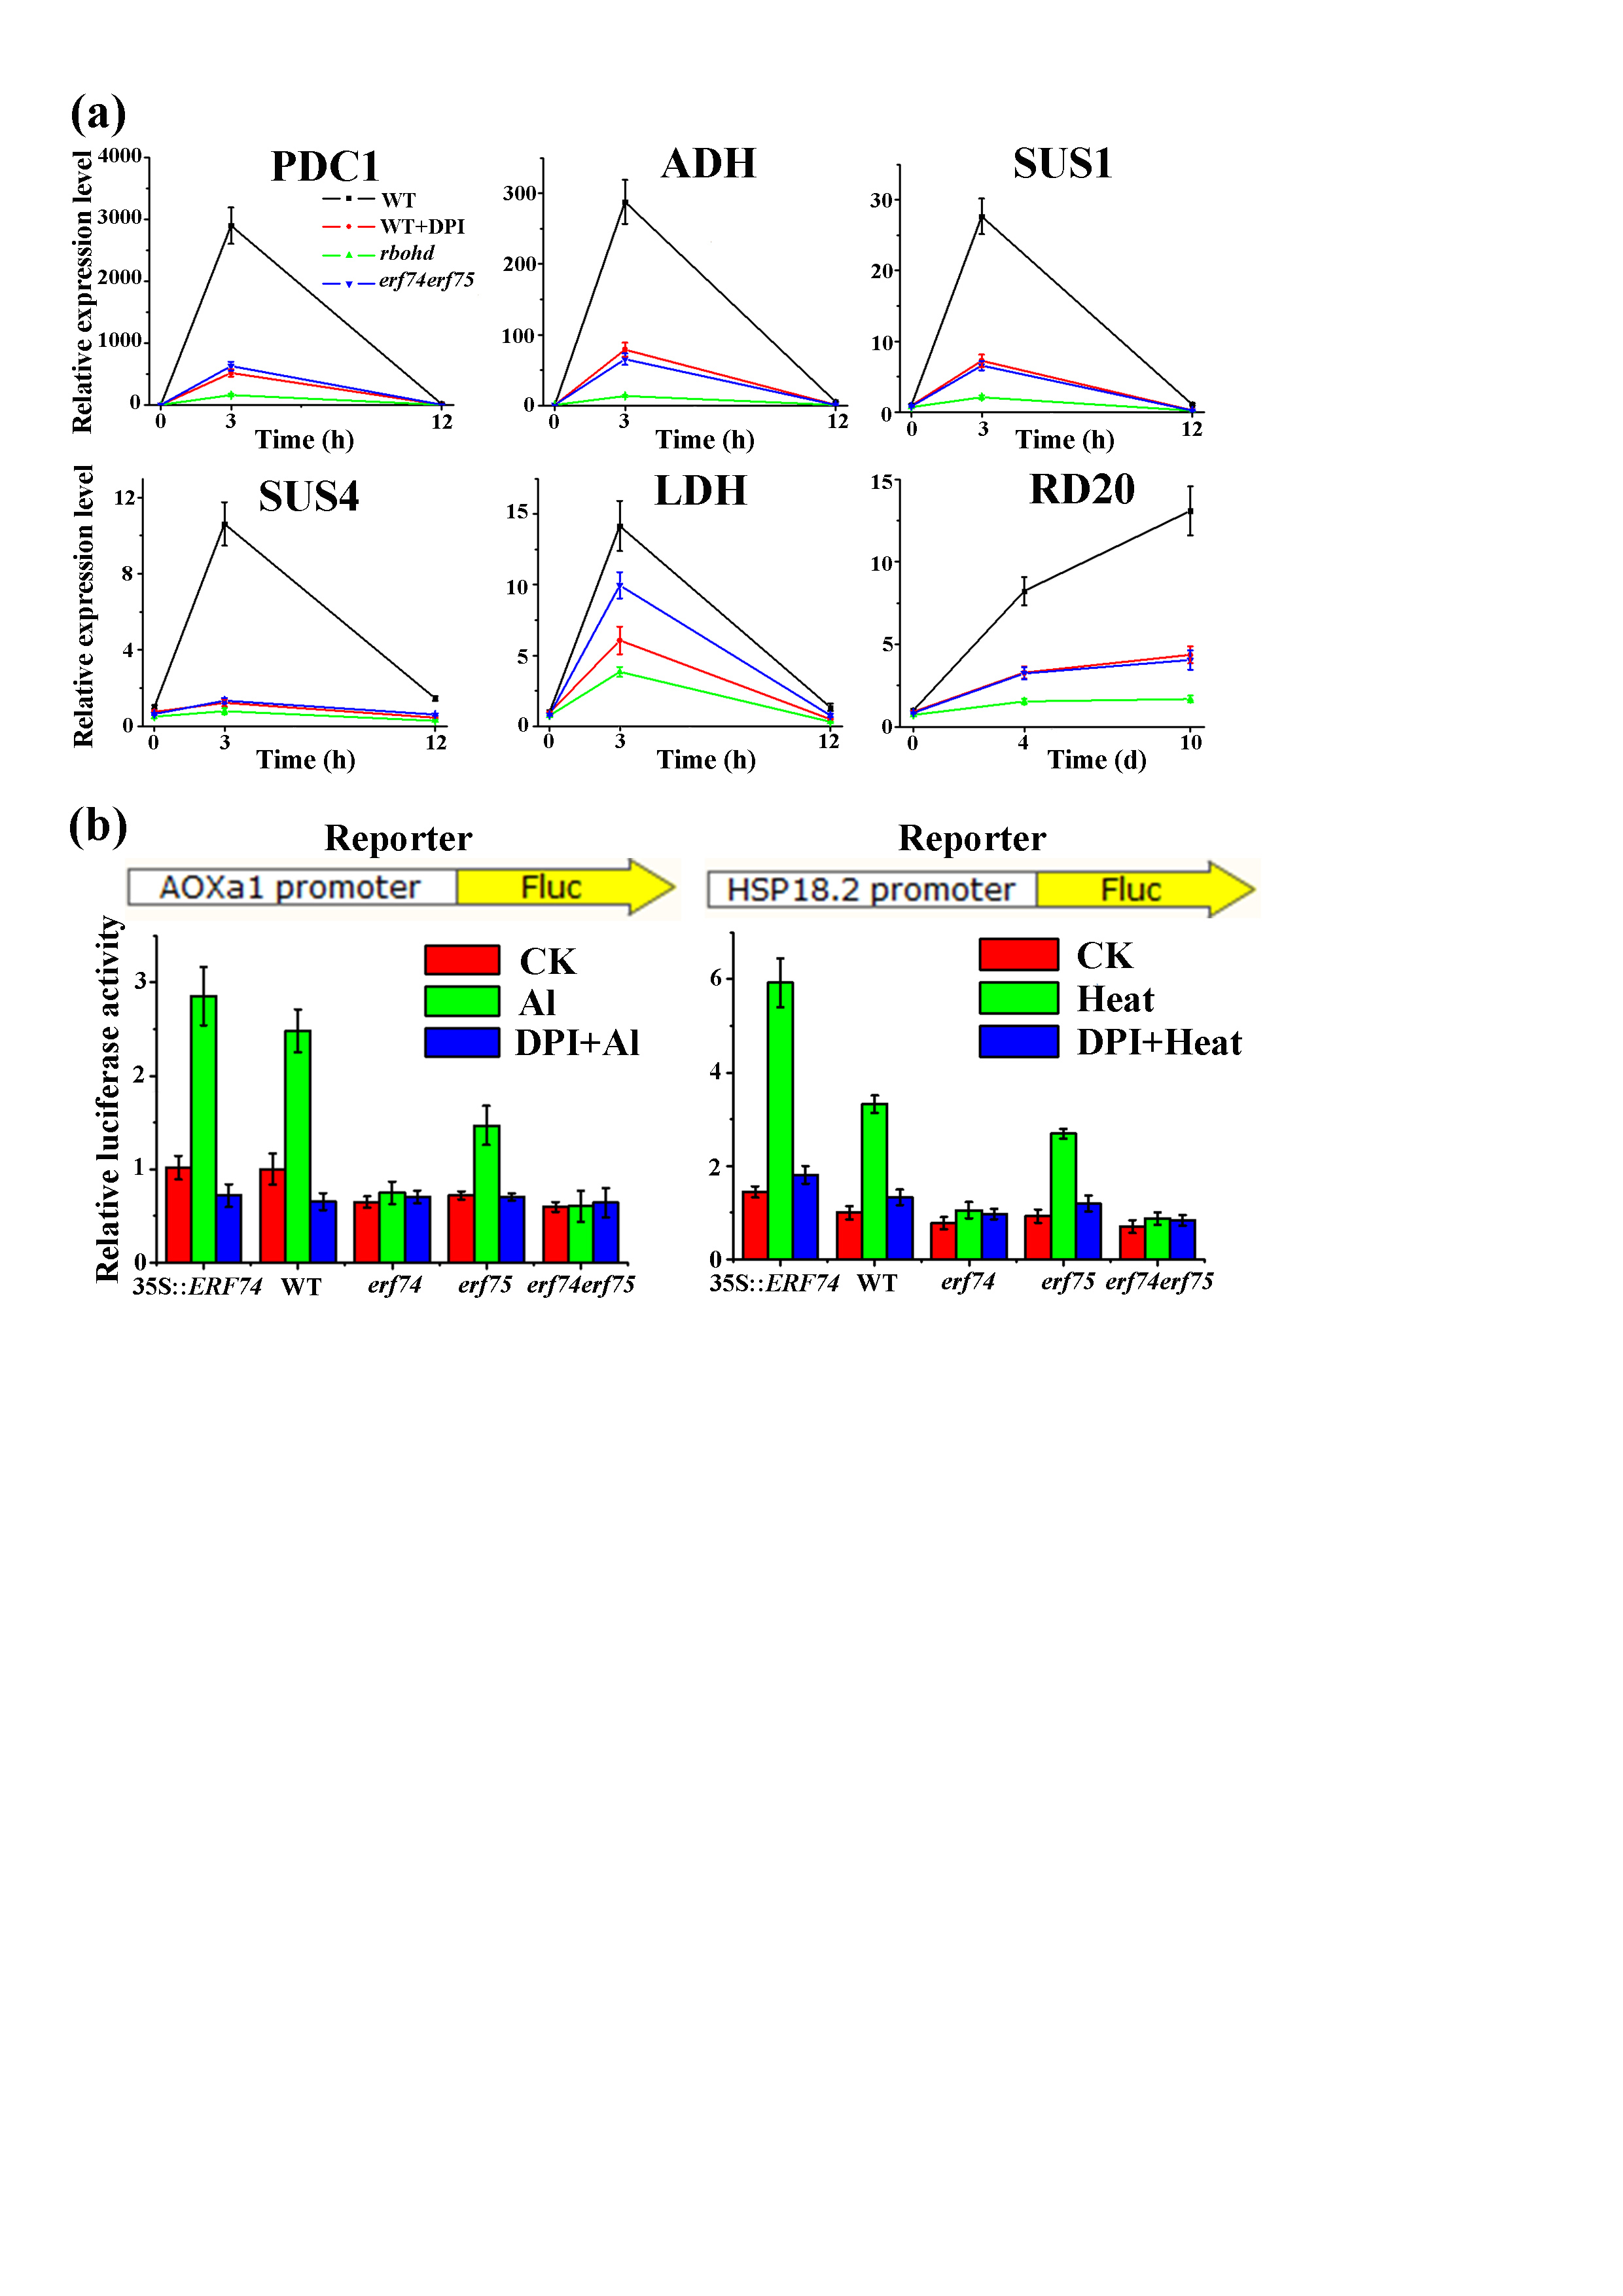 (a)
PDC1
Relative expression level
4000
3000
2000
1000
0
WT
WT+DPI
rbohd
erf74erf75
0 3 12
Time (h)
ADH
300
200
100
0
0 3 12
Time (h)
SUS1
30
20
10
0
0 3 12
Time (h)
SUS4
Relative expression level
12
8
4
0
0 3 12
Time (h)
LDH
15
10
5
0
0 3 12
Time (h)
RD20
15
10
5
0
0 4 10
Time (d)
(b)
Reporter
AOXa1 promoter Fluc
Relative luciferase activity
3
2
1
0
CK
Al
DPI+Al
35S::ERF74 WT erf74 erf75 erf74erf75
Reporter
HSP18.2 promoter Fluc
6
4
2
0
CK
Heat
DPI+Heat
35S::ERF74 WT erf74 erf75 erf74erf75